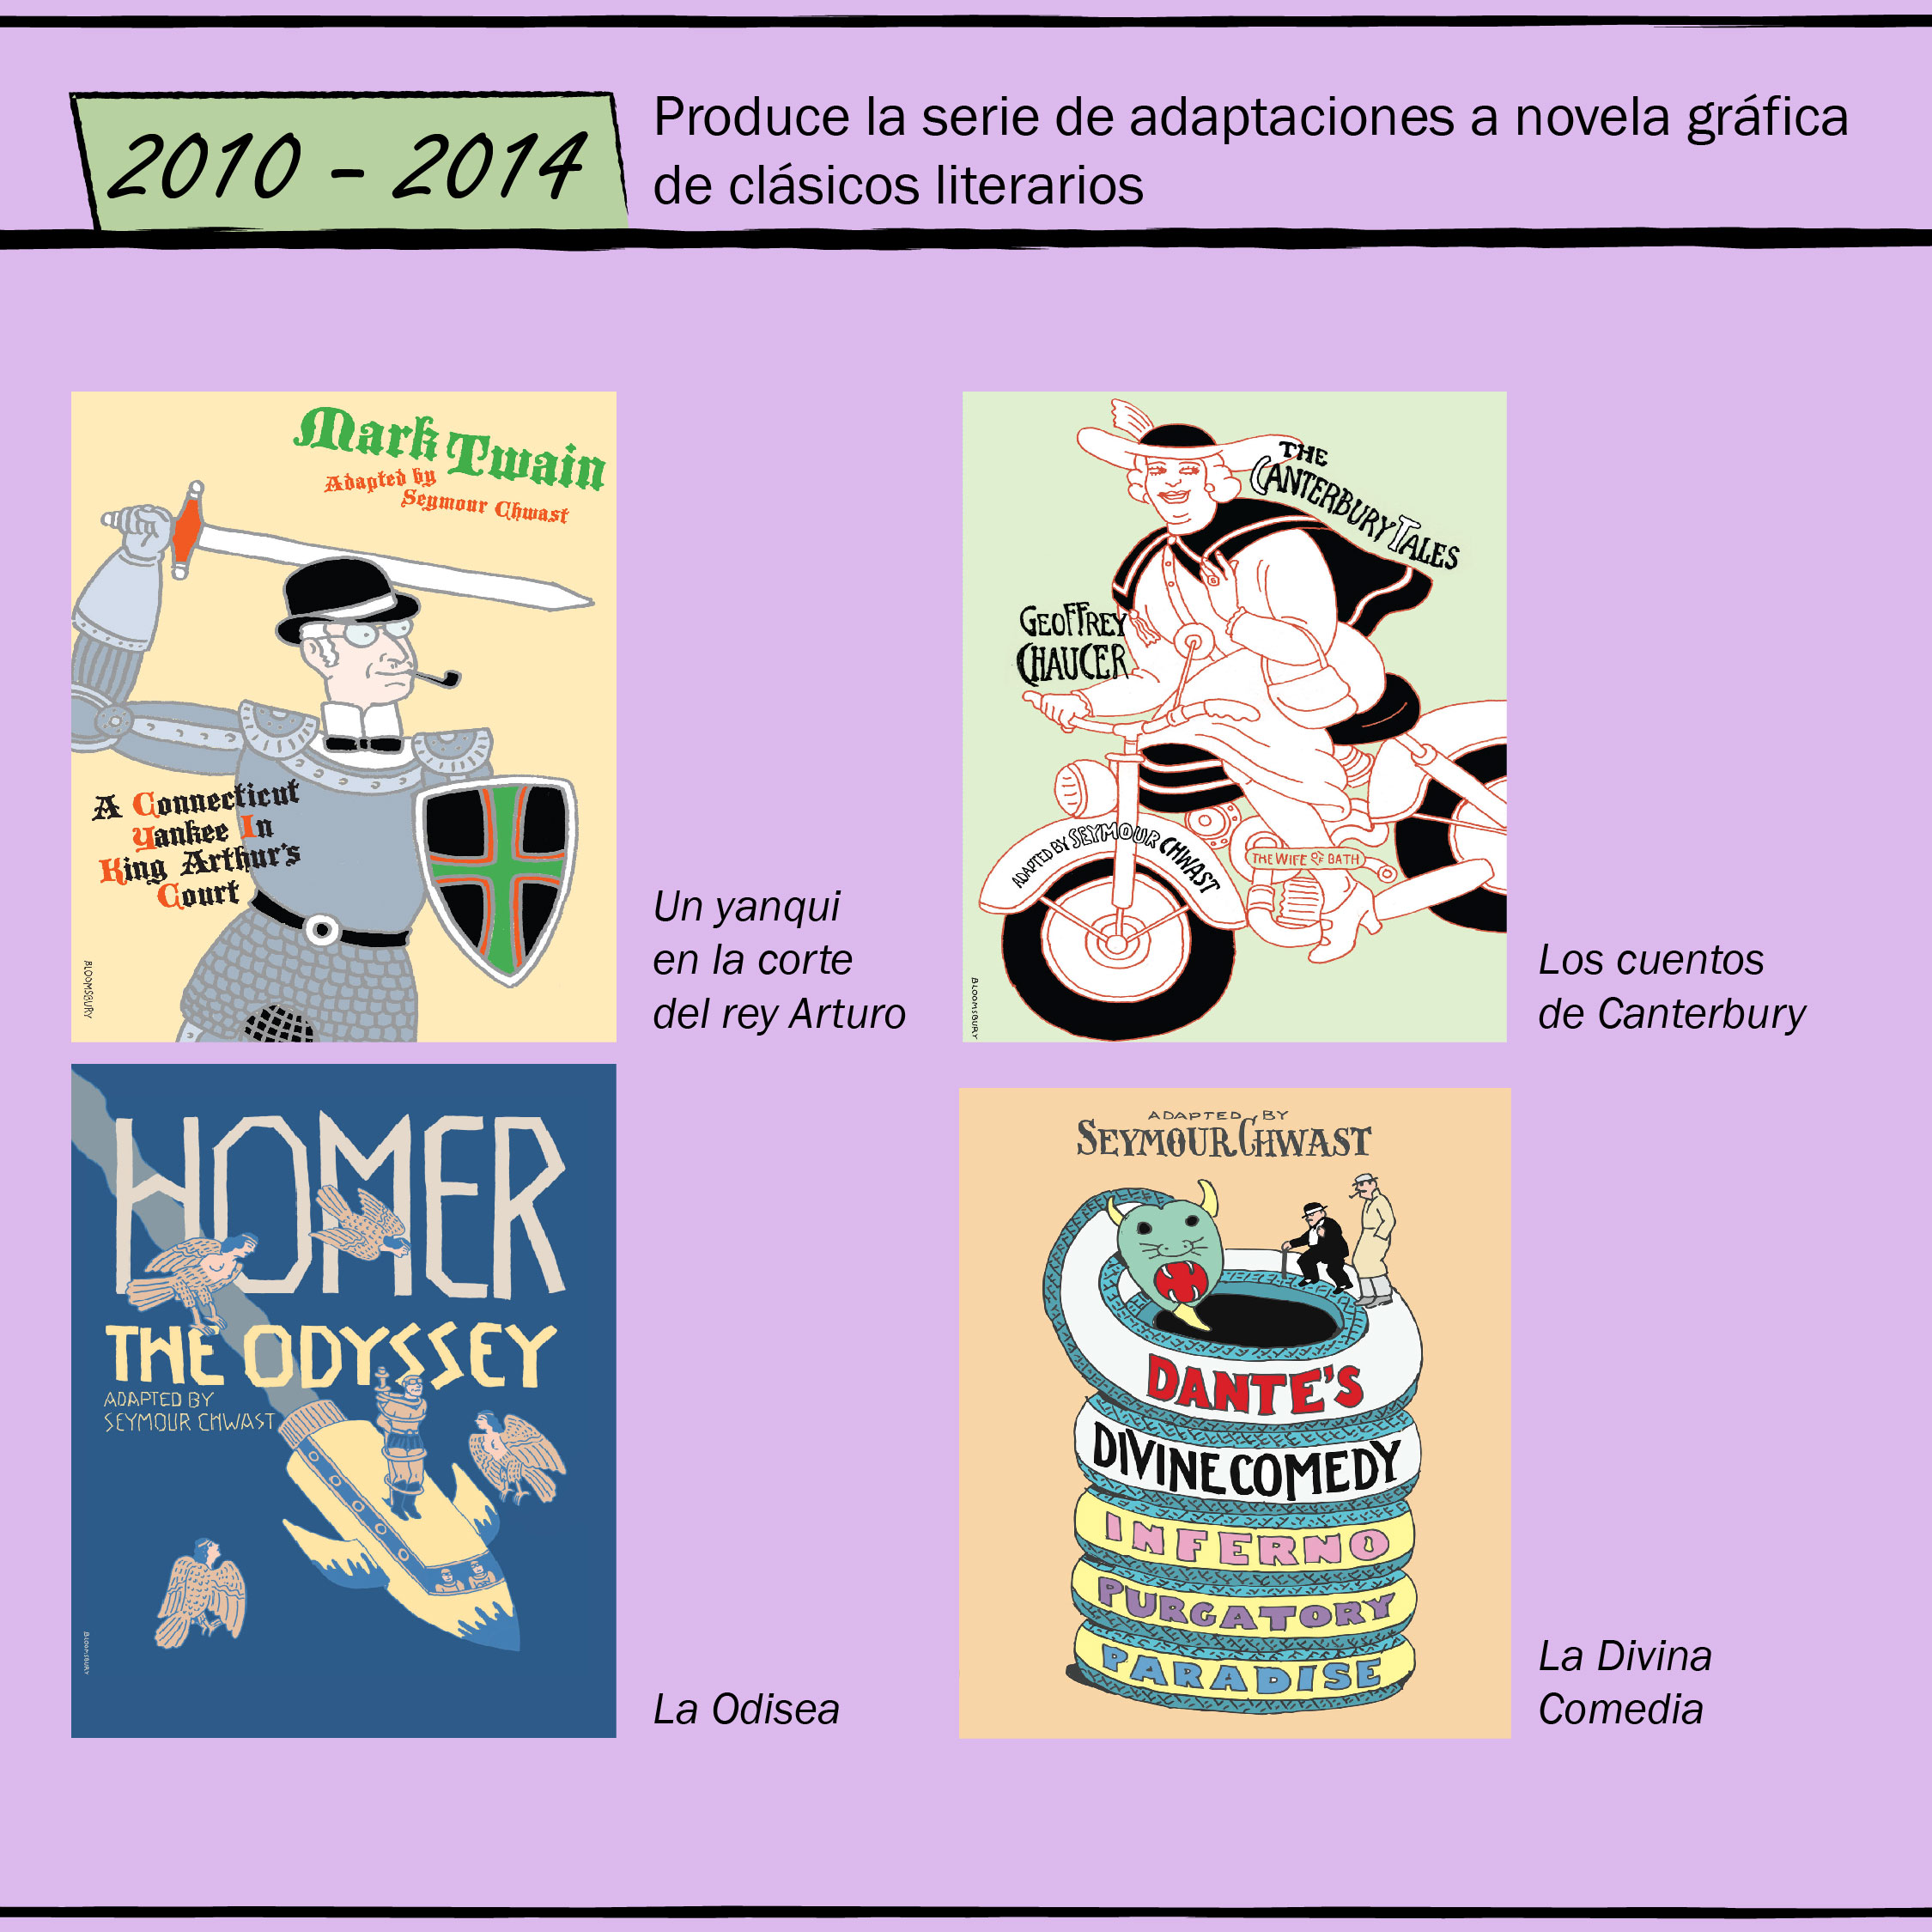 2010 - 2014
Produce la serie de adaptaciones a novela gráfica
de clásicos literarios
Mark Twain
Adapted by
Seymour Chwast
A Connecticut
Yankee In
King Arthur's
Court
BLOOMSBURY
Un yanqui
en la corte
del rey Arturo
THE
CANTERBURY TALES
GEOFFREY
CHAUCER
ADAPTED BY SEYMOUR CHWAST
THE WIFE OF BATH
BLOOMSBURY
Los cuentos
de Canterbury
HOMER
THE ODYSSEY
ADAPTED BY
SEYMOUR CHWAST
BLOOMSBURY
La Odisea
ADAPTED BY
SEYMOUR CHWAST
DANTE'S
DIVINE COMEDY
INFERNO
PURGATORY
PARADISE
La Divina
Comedia